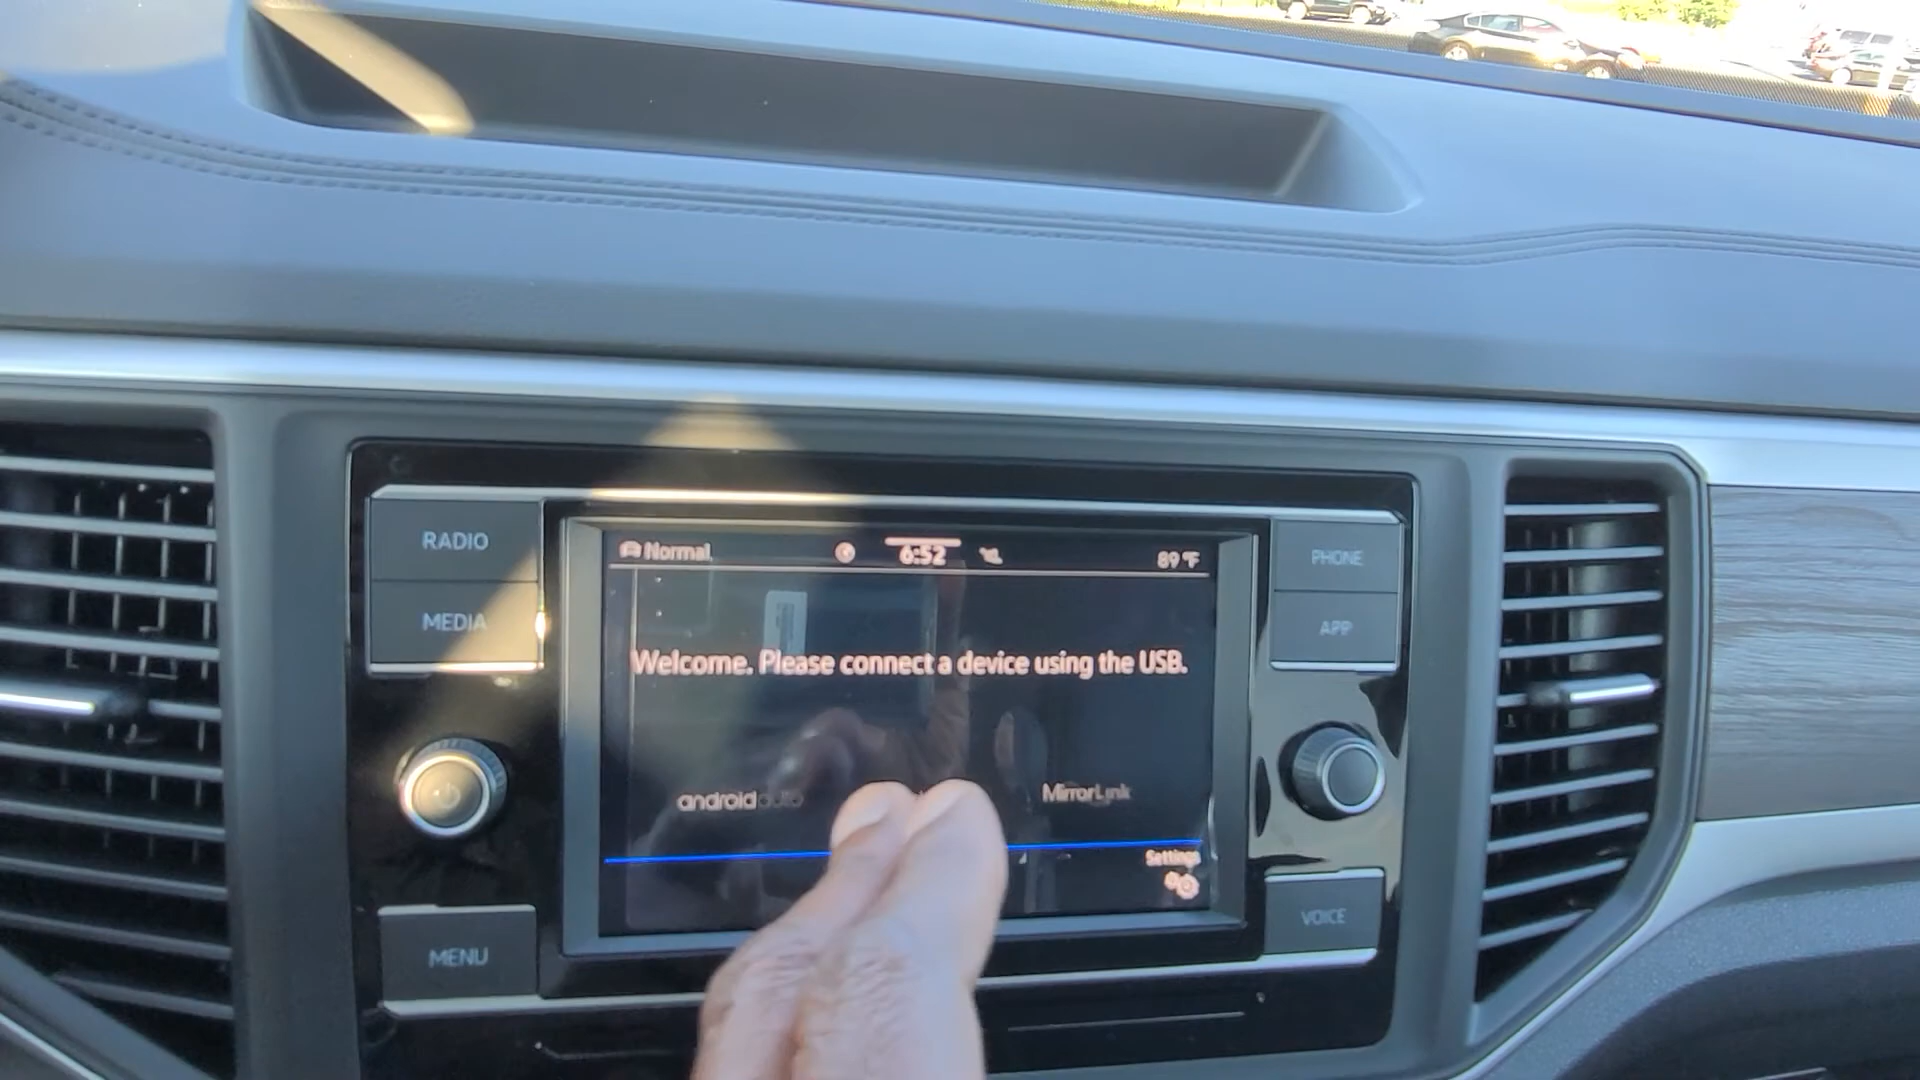 RADIO
MEDIA
MENU
Normal
6:52
89 °F
Welcome. Please connect a device using the USB.
androidauto
MirrorLink
Settings
PHONE
APP
VOICE